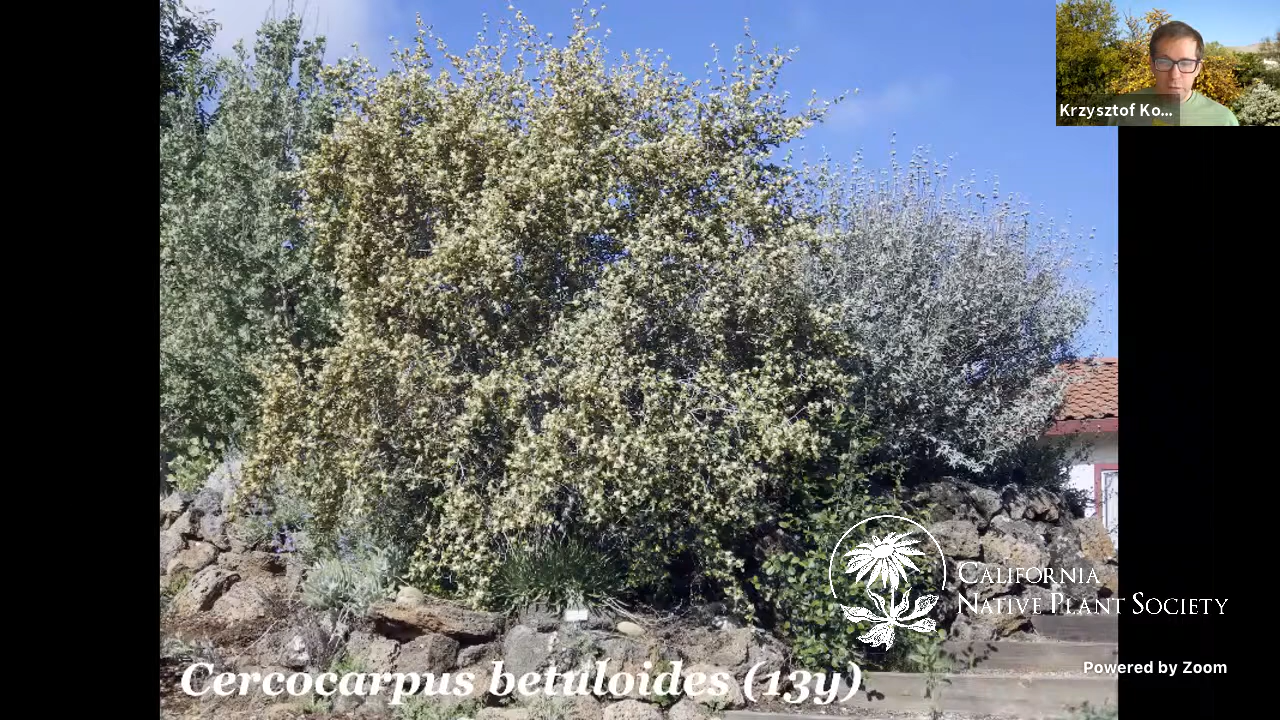 Krzysztof Ko...
CALIFORNIA
NATIVE PLANT SOCIETY
Powered by Zoom
Cercocarpus betuloides (13y)